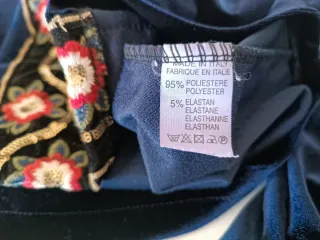 MADE IN ITALY
FABRIQUE EN ITALIE
95% POLIESTERE
POLYESTER
5% ELASTAN
ELASTANE
ELASTHANNE
ELASTHAN